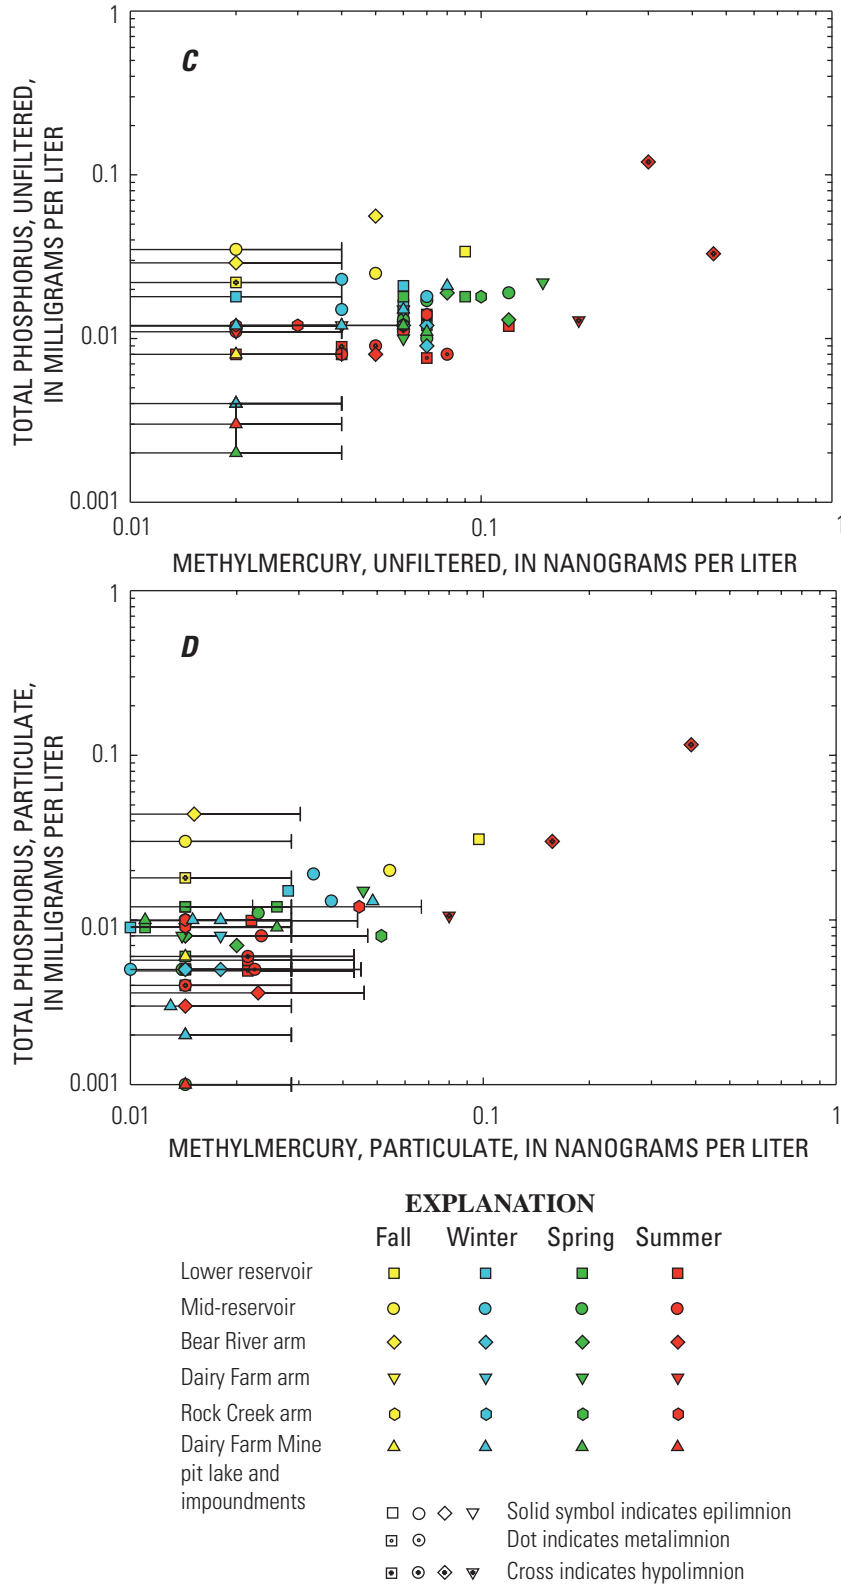 C
1
0.1
0.01
0.001
TOTAL PHOSPHORUS, UNFILTERED,
IN MILLIGRAMS PER LITER
0.01
0.1
1
METHYLMERCURY, UNFILTERED, IN NANOGRAMS PER LITER
D
1
0.1
0.01
0.001
TOTAL PHOSPHORUS, PARTICULATE,
IN MILLIGRAMS PER LITER
0.01
0.1
1
METHYLMERCURY, PARTICULATE, IN NANOGRAMS PER LITER
EXPLANATION
Fall Winter Spring Summer
Lower reservoir
Mid-reservoir
Bear River arm
Dairy Farm arm
Rock Creek arm
Dairy Farm Mine
pit lake and
impoundments
Solid symbol indicates epilimnion
Dot indicates metalimnion
Cross indicates hypolimnion